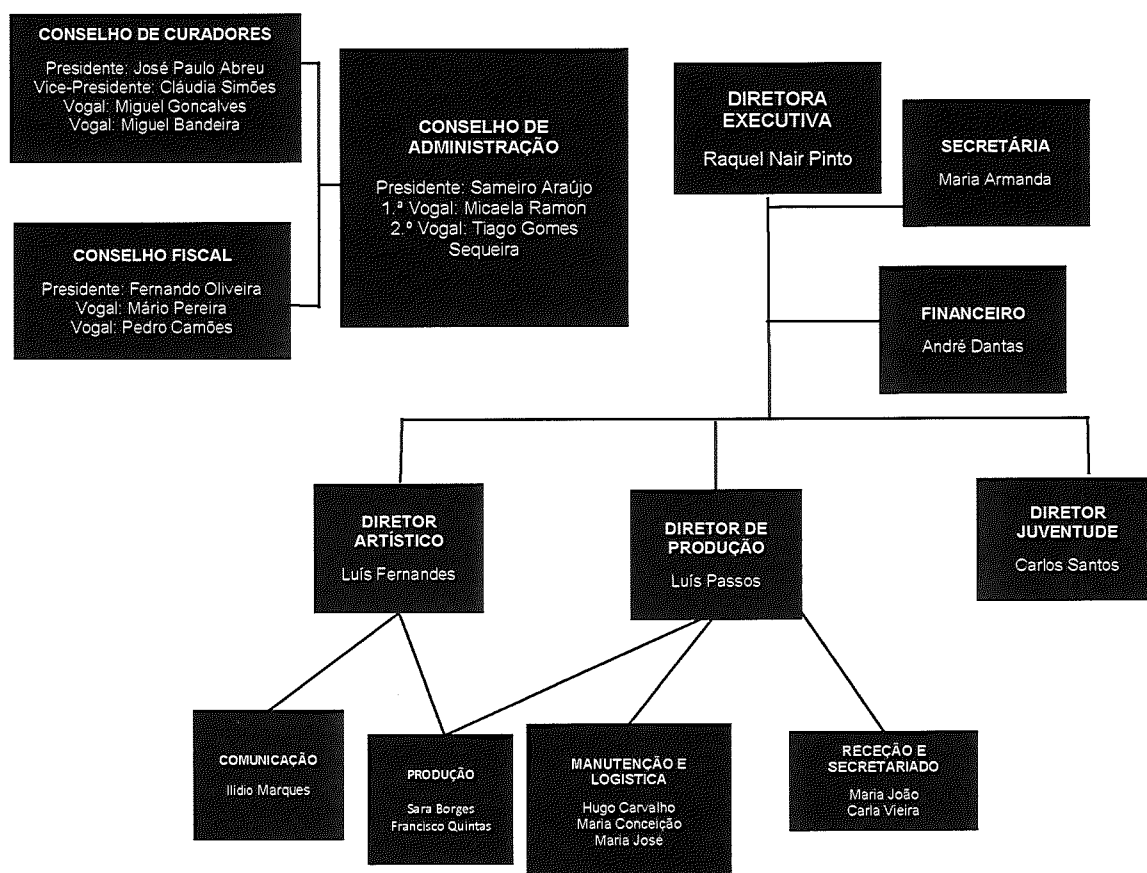 CONSELHO DE CURADORES
Presidente: José Paulo Abreu
Vice-Presidente: Cláudia Simões
Vogal: Miguel Goncalves
Vogal: Miguel Bandeira
CONSELHO DE
ADMINISTRAÇÃO
Presidente: Sameiro Araújo
1.ª Vogal: Micaela Ramon
2.º Vogal: Tiago Gomes
Sequeira
CONSELHO FISCAL
Presidente: Fernando Oliveira
Vogal: Mário Pereira
Vogal: Pedro Camões
DIRETORA
EXECUTIVA
Raquel Nair Pinto
SECRETÁRIA
Maria Armanda
FINANCEIRO
André Dantas
DIRETOR
ARTÍSTICO
Luís Fernandes
DIRETOR DE
PRODUÇÃO
Luís Passos
DIRETOR
JUVENTUDE
Carlos Santos
COMUNICAÇÃO
Ilídio Marques
PRODUÇÃO
Sara Borges
Francisco Quintas
MANUTENÇÃO E
LOGISTICA
Hugo Carvalho
Maria Conceição
Maria José
RECEÇÃO E
SECRETARIADO
Maria João
Carla Vieira